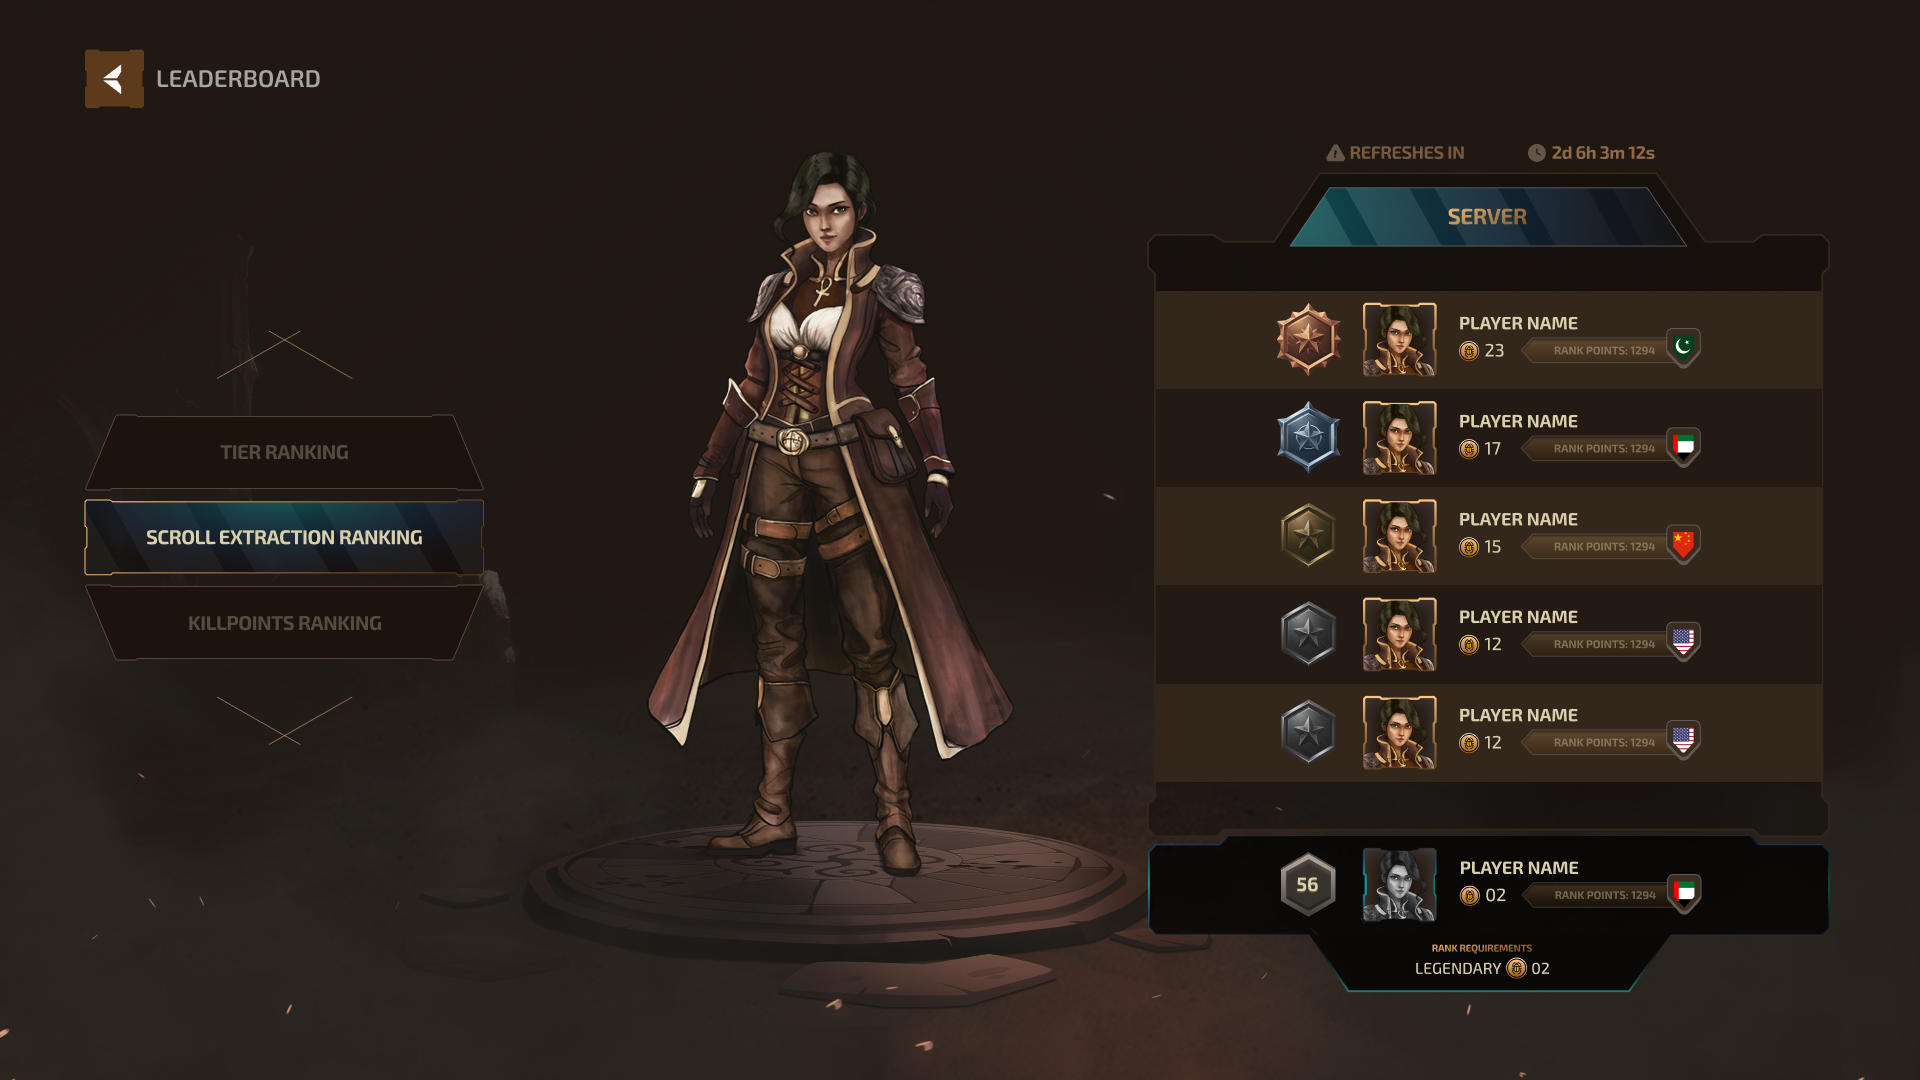 LEADERBOARD
REFRESHES IN
2d 6h 3m 12s
SERVER
TIER RANKING
SCROLL EXTRACTION RANKING
KILLPOINTS RANKING
PLAYER NAME
23
RANK POINTS: 1294
PLAYER NAME
17
RANK POINTS: 1294
PLAYER NAME
15
RANK POINTS: 1294
PLAYER NAME
12
RANK POINTS: 1294
PLAYER NAME
12
RANK POINTS: 1294
56
PLAYER NAME
02
RANK POINTS: 1294
RANK REQUIREMENTS
LEGENDARY 02